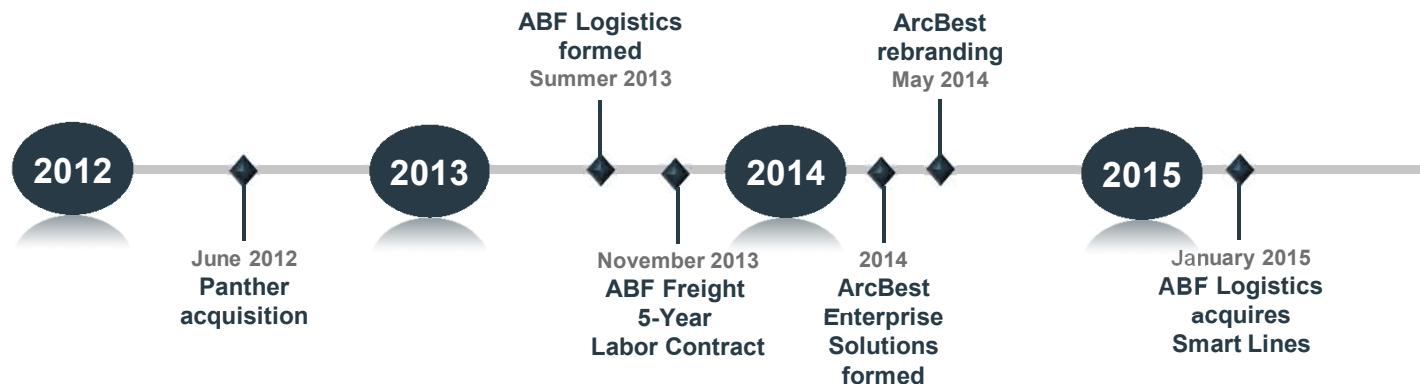 ABF Logistics
formed
Summer 2013
ArcBest
rebranding
May 2014
2012
2013
2014
2015
June 2012
Panther
acquisition
November 2013
ABF Freight
5-Year
Labor Contract
2014
ArcBest
Enterprise
Solutions
formed
January 2015
ABF Logistics
acquires
Smart Lines